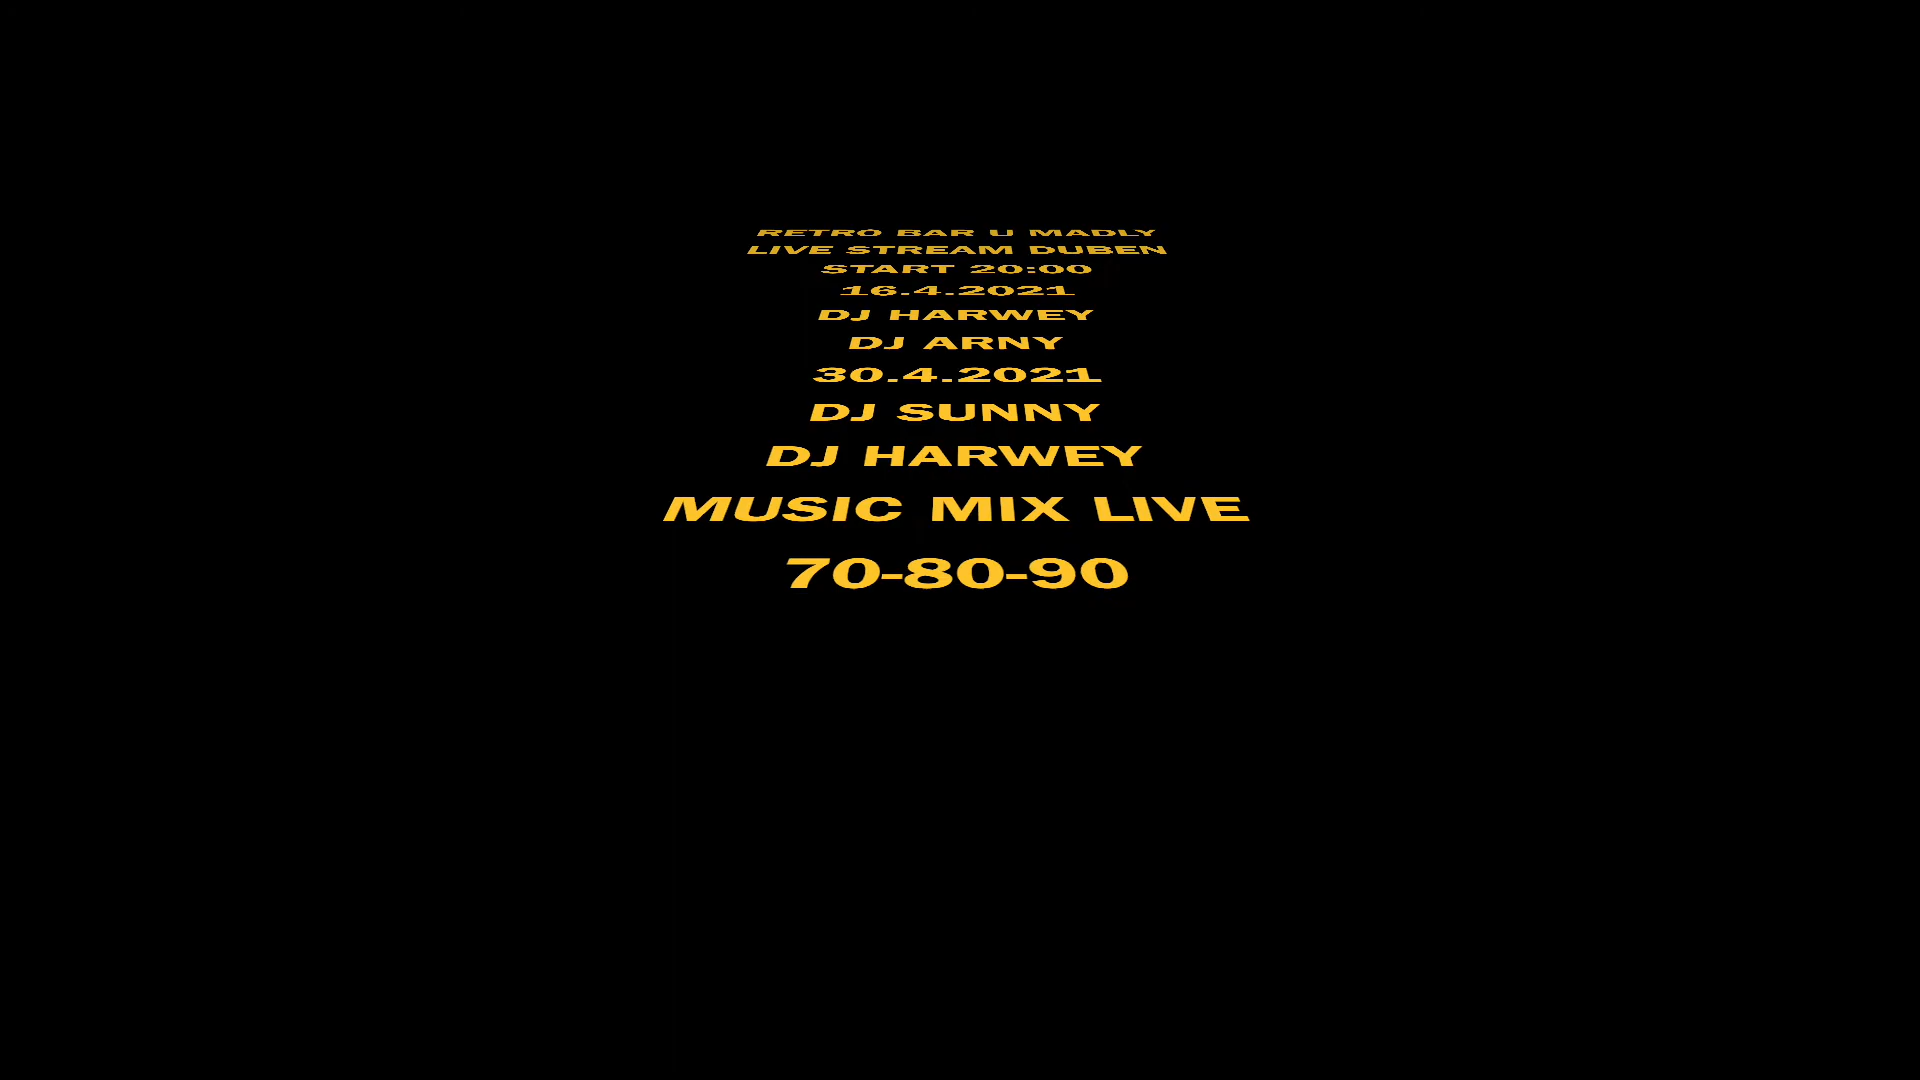 RETRO BAR U MADLY
LIVE STREAM DUBEN
START 20:00
16.4.2021
DJ HARWEY
DJ ARNY
30.4.2021
DJ SUNNY
DJ HARWEY
MUSIC MIX LIVE
70-80-90